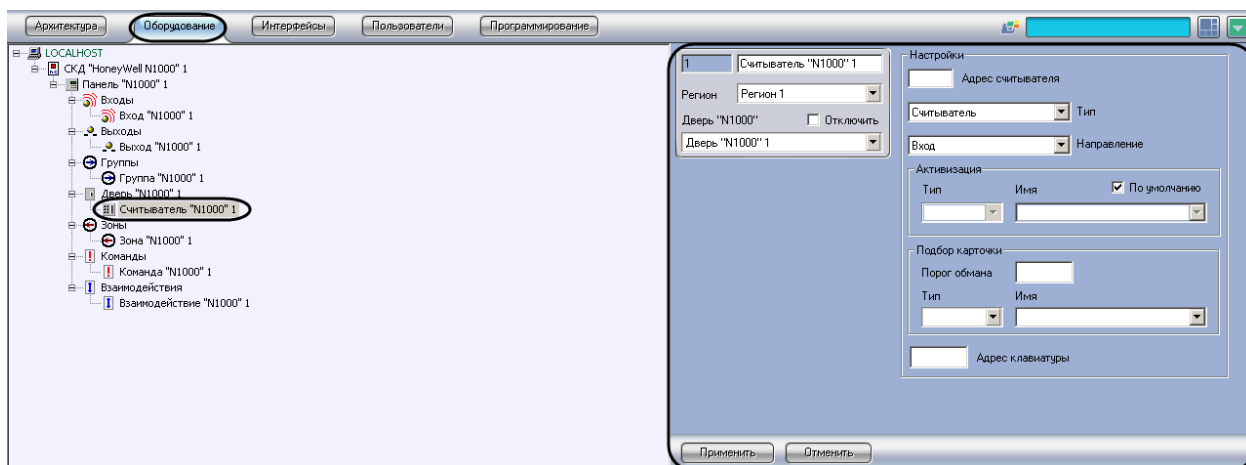 Архитектура Оборудование Интерфейсы Пользователи Программирование
LOCALHOST
СКД "HoneyWell N1000" 1
Панель "N1000" 1
Входы
Вход "N1000" 1
Выходы
Выход "N1000" 1
Группы
Группа "N1000" 1
Дверь "N1000" 1
Считыватель "N1000" 1
Зоны
Зона "N1000" 1
Команды
Команда "N1000" 1
Взаимодействия
Взаимодействие "N1000" 1
1 Считыватель "N1000" 1
Регион Регион 1
Дверь "N1000" Отключить
Дверь "N1000" 1
Настройки
Адрес считывателя
Считыватель Тип
Вход Направление
Активизация
Тип Имя По умолчанию
Подбор карточки
Порог обмана
Тип Имя
Адрес клавиатуры
Применить Отменить